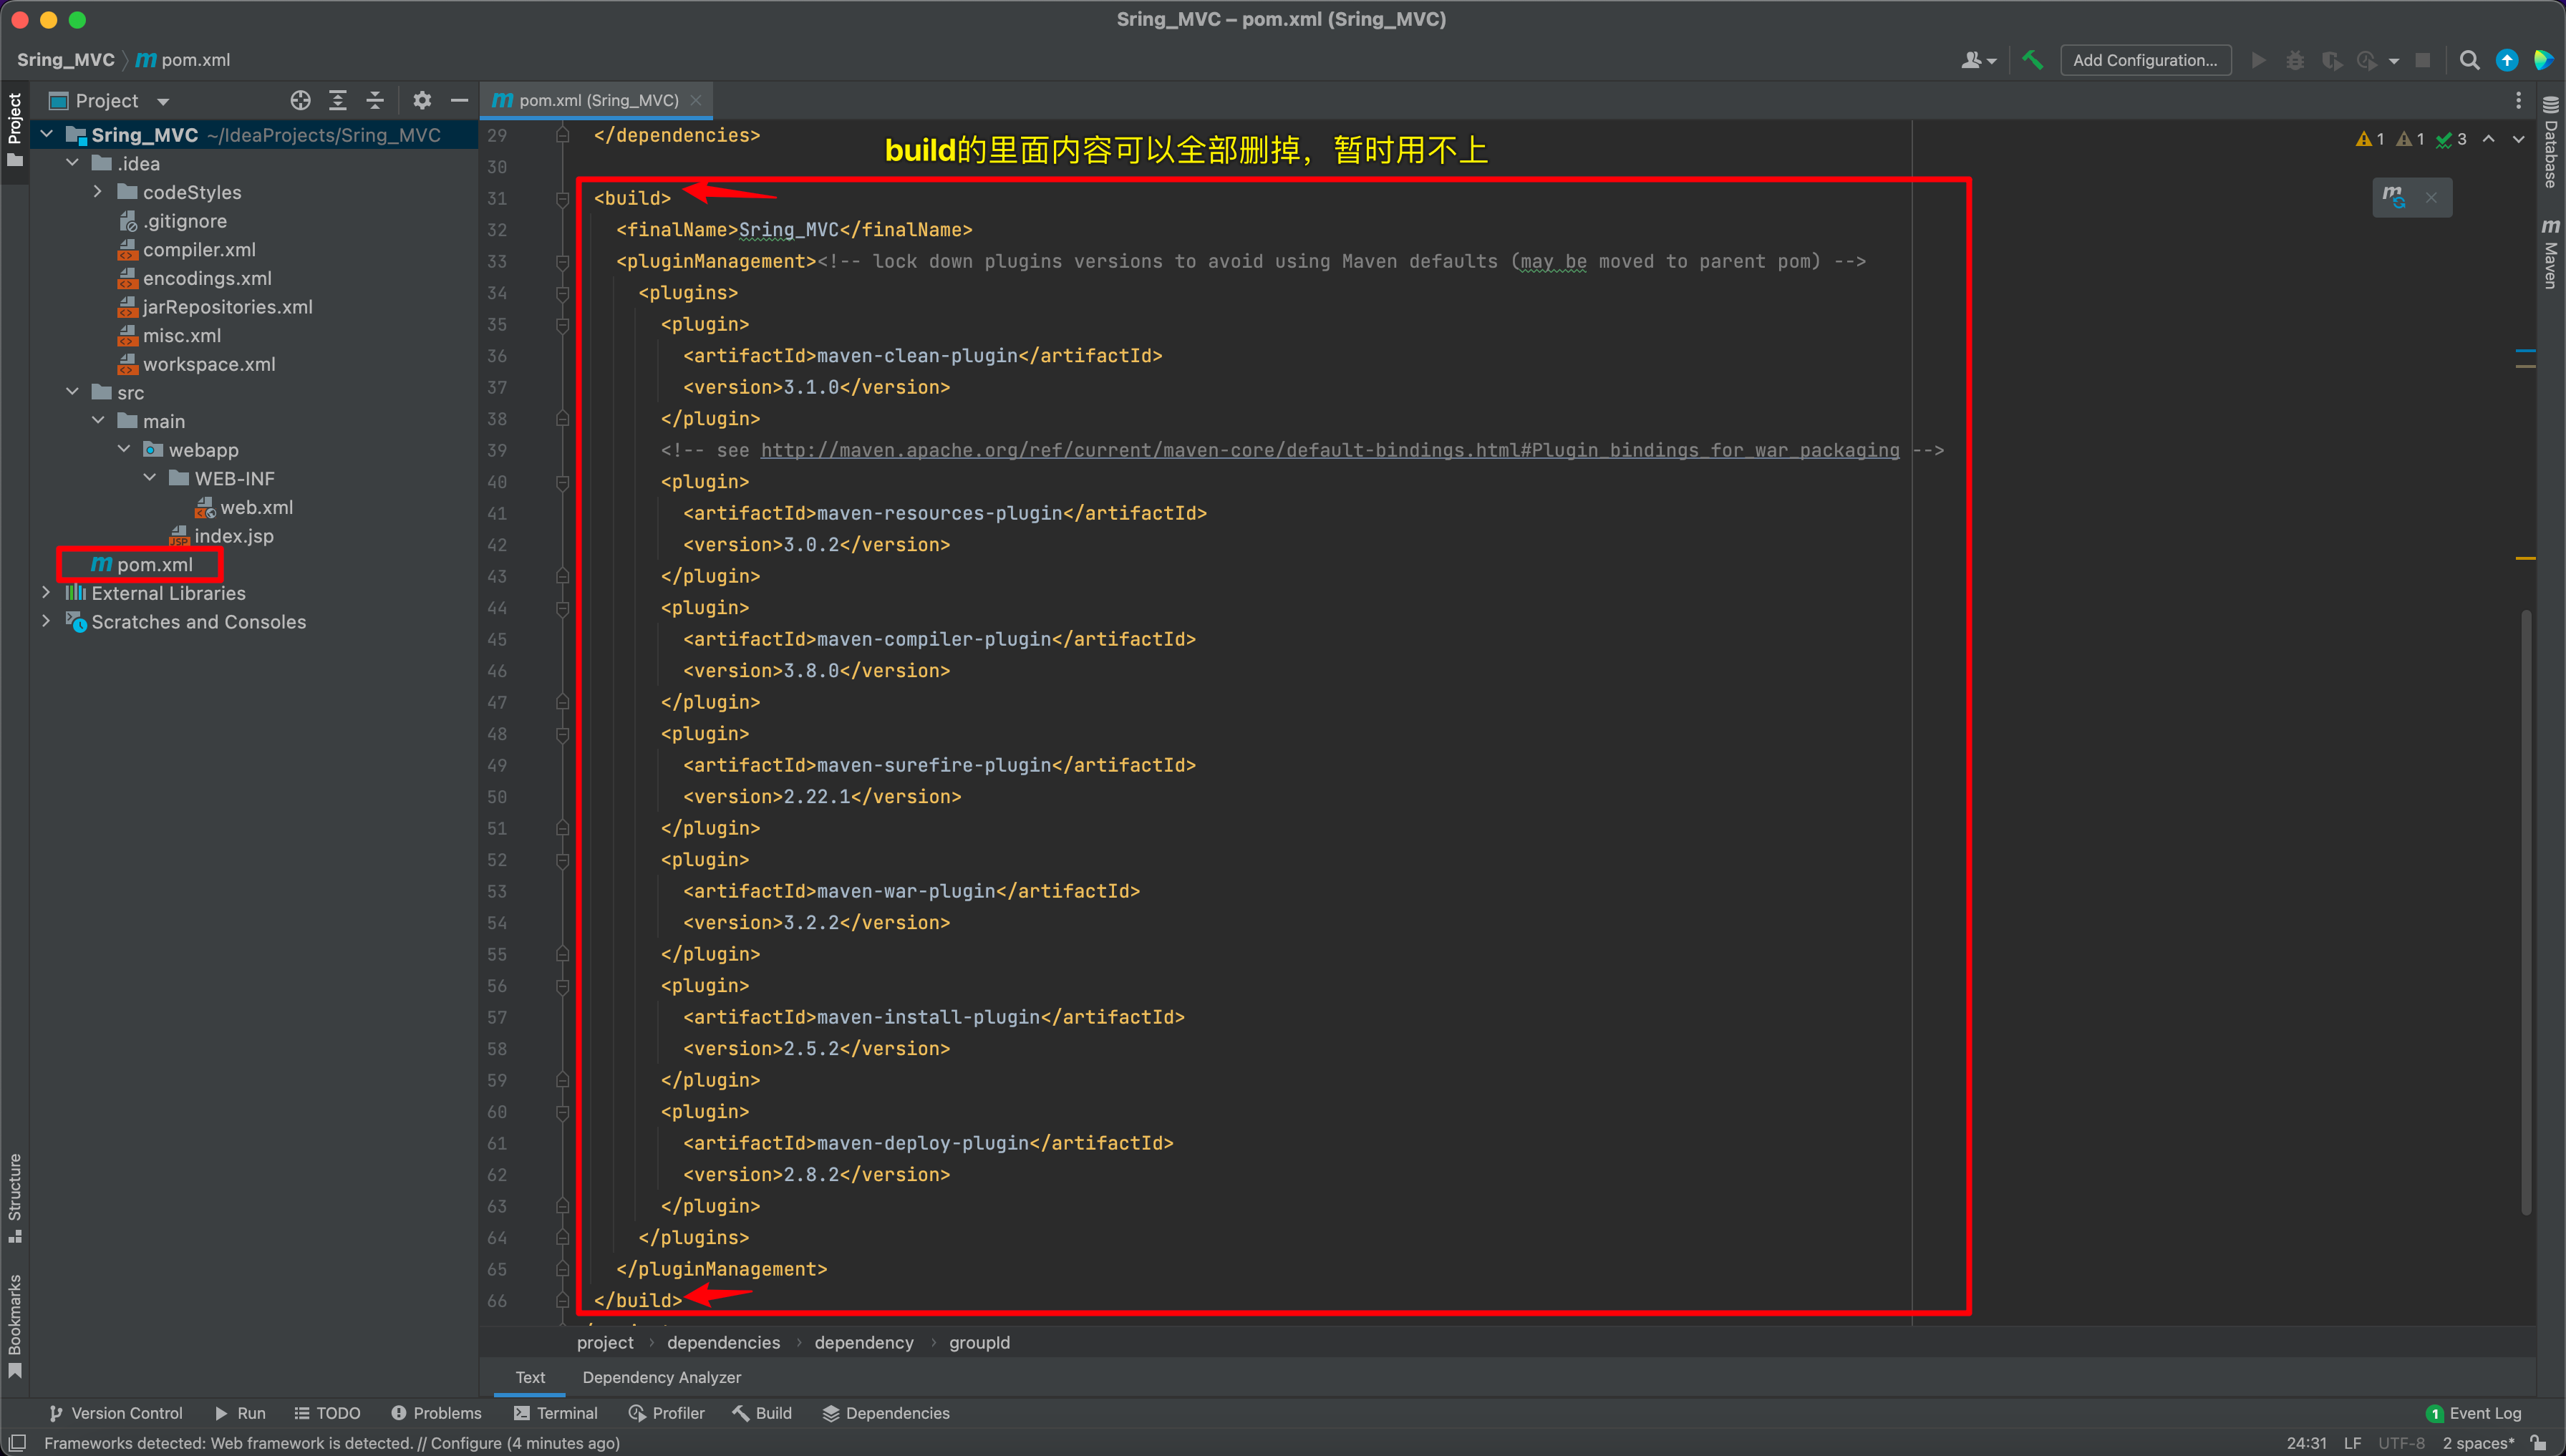 Sring_MVC – pom.xml (Sring_MVC)
Sring_MVC
m pom.xml
Add Configuration...
Project
Project
m pom.xml (Sring_MVC)
Sring_MVC ~/IdeaProjects/Sring_MVC
.idea
codeStyles
.gitignore
compiler.xml
encodings.xml
jarRepositories.xml
misc.xml
workspace.xml
src
main
webapp
WEB-INF
web.xml
index.jsp
m pom.xml
External Libraries
Scratches and Consoles
Structure
Bookmarks
build的里面内容可以全部删掉，暂时用不上
1 1 3
29 </dependencies>
30
31 <build>
32 <finalName>Sring_MVC</finalName>
33 <pluginManagement><!-- lock down plugins versions to avoid using Maven defaults (may be moved to parent pom) -->
34 <plugins>
35 <plugin>
36 <artifactId>maven-clean-plugin</artifactId>
37 <version>3.1.0</version>
38 </plugin>
39 <!-- see http://maven.apache.org/ref/current/maven-core/default-bindings.html#Plugin_bindings_for_war_packaging -->
40 <plugin>
41 <artifactId>maven-resources-plugin</artifactId>
42 <version>3.0.2</version>
43 </plugin>
44 <plugin>
45 <artifactId>maven-compiler-plugin</artifactId>
46 <version>3.8.0</version>
47 </plugin>
48 <plugin>
49 <artifactId>maven-surefire-plugin</artifactId>
50 <version>2.22.1</version>
51 </plugin>
52 <plugin>
53 <artifactId>maven-war-plugin</artifactId>
54 <version>3.2.2</version>
55 </plugin>
56 <plugin>
57 <artifactId>maven-install-plugin</artifactId>
58 <version>2.5.2</version>
59 </plugin>
60 <plugin>
61 <artifactId>maven-deploy-plugin</artifactId>
62 <version>2.8.2</version>
63 </plugin>
64 </plugins>
65 </pluginManagement>
66 </build>
Database
m Maven
project › dependencies › dependency › groupId
Text Dependency Analyzer
Version Control Run TODO Problems Terminal Profiler Build Dependencies
1 Event Log
Frameworks detected: Web framework is detected. // Configure (4 minutes ago)
24:31 LF UTF-8 2 spaces*